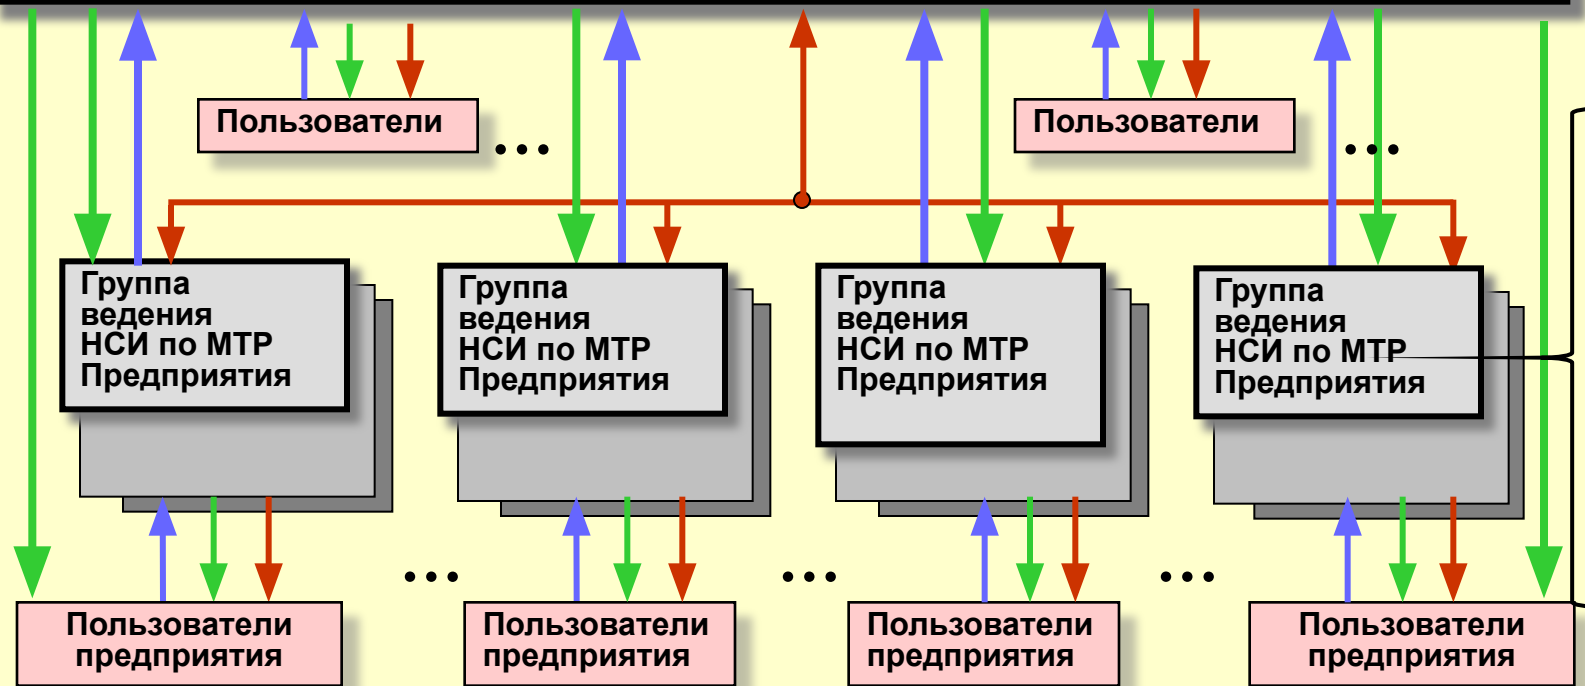 Пользователи
Пользователи
...
...
Группа
ведения
НСИ по МТР
Предприятия
Группа
ведения
НСИ по МТР
Предприятия
Группа
ведения
НСИ по МТР
Предприятия
Группа
ведения
НСИ по МТР
Предприятия
...
...
...
Пользователи
предприятия
Пользователи
предприятия
Пользователи
предприятия
Пользователи
предприятия